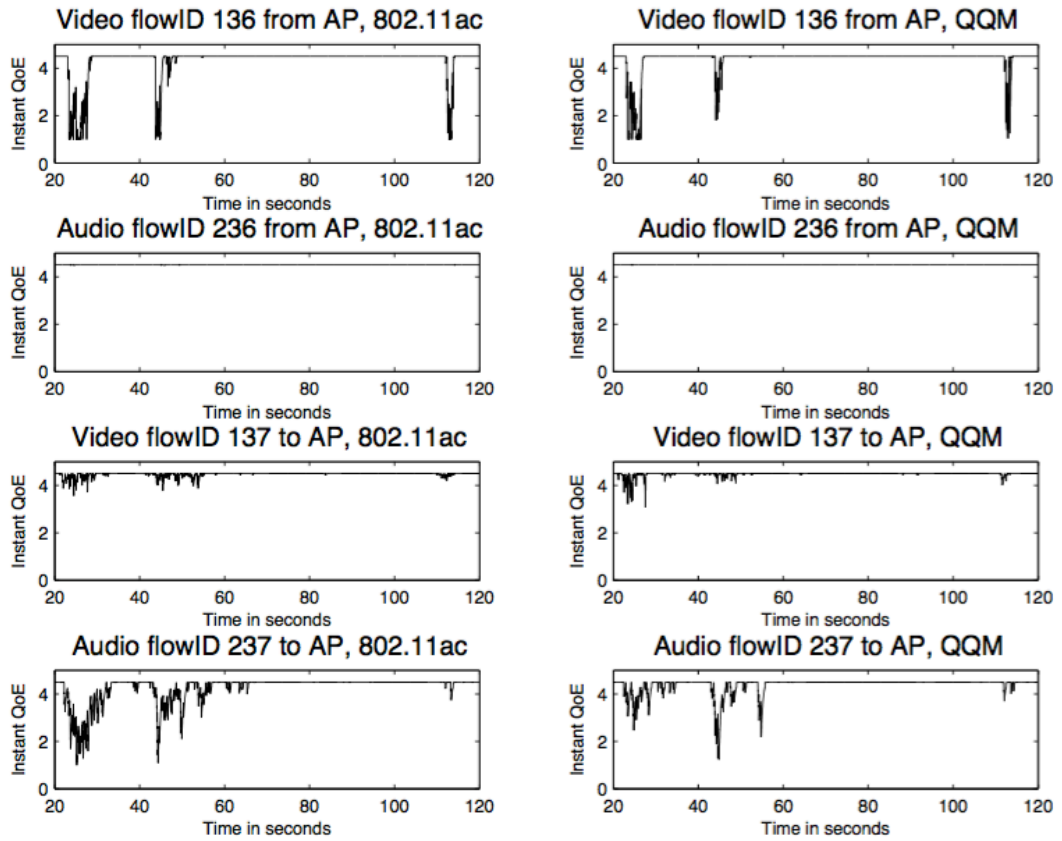 Video flowID 136 from AP, 802.11ac
Instant QoE
4
2
0
20 40 60 80 100 120
Time in seconds
Video flowID 136 from AP, QQM
Instant QoE
4
2
0
20 40 60 80 100 120
Time in seconds
Audio flowID 236 from AP, 802.11ac
Instant QoE
4
2
0
20 40 60 80 100 120
Time in seconds
Audio flowID 236 from AP, QQM
Instant QoE
4
2
0
20 40 60 80 100 120
Time in seconds
Video flowID 137 to AP, 802.11ac
Instant QoE
4
2
0
20 40 60 80 100 120
Time in seconds
Video flowID 137 to AP, QQM
Instant QoE
4
2
0
20 40 60 80 100 120
Time in seconds
Audio flowID 237 to AP, 802.11ac
Instant QoE
4
2
0
20 40 60 80 100 120
Time in seconds
Audio flowID 237 to AP, QQM
Instant QoE
4
2
0
20 40 60 80 100 120
Time in seconds